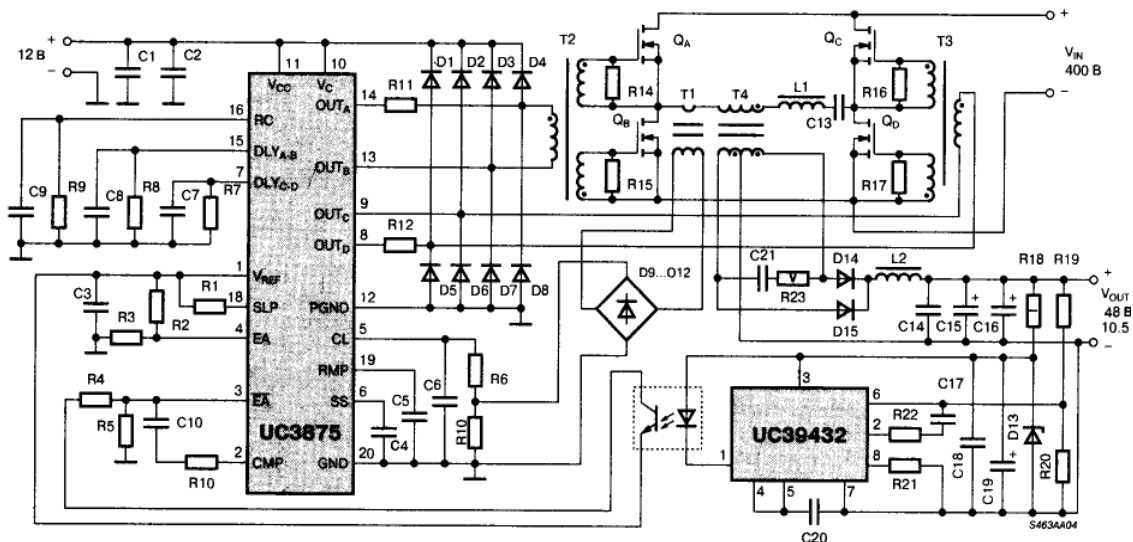 +
12 В
−
C1
C2
D1
D2
D3
D4
T2
QA
QC
T3
+
VIN
400 В
−
11
10
VCC
VC
16
RC
15
DLYA-B
7
DLYC-D
14
OUTA
R11
13
OUTB
9
OUTC
8
OUTD
R12
R14
QB
R15
T1
T4
L1
C13
R16
QD
R17
C9
R9
C8
R8
C7
R7
1
VREF
18
SLP
4
EA
C3
R3
R2
R1
PGND
12
D5
D6
D7
D8
D9...D12
C21
R23
D14
D15
L2
R18
R19
+
VOUT
48 В
10.5
−
C14
C15
+
C16
+
CL
5
RMP
19
SS
6
GND
20
C6
C5
C4
R6
R10
R4
R5
C10
R10
3
EA
2
CMP
UC3875
UC39432
3
6
2
8
1
4
5
7
R22
R21
C17
C18
C19
+
D13
R20
C20
S463AA04